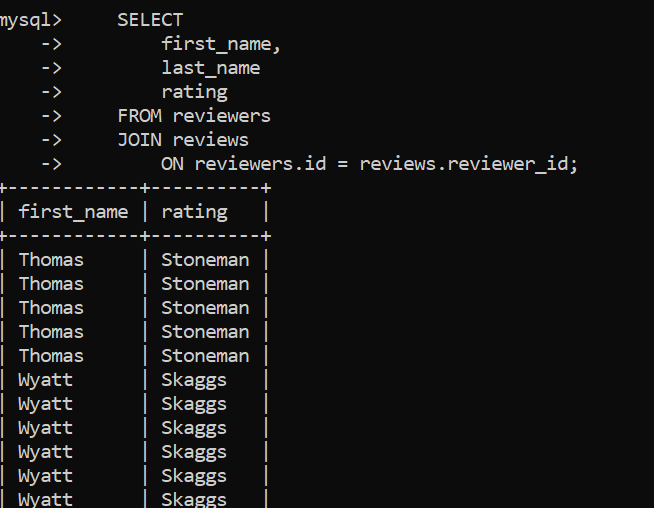 mysql>     SELECT
    ->         first_name,
    ->         last_name
    ->         rating
    ->     FROM reviewers
    ->     JOIN reviews
    ->         ON reviewers.id = reviews.reviewer_id;
+------------+----------+
| first_name | rating   |
+------------+----------+
| Thomas     | Stoneman |
| Thomas     | Stoneman |
| Thomas     | Stoneman |
| Thomas     | Stoneman |
| Thomas     | Stoneman |
| Wyatt      | Skaggs   |
| Wyatt      | Skaggs   |
| Wyatt      | Skaggs   |
| Wyatt      | Skaggs   |
| Wyatt      | Skaggs   |
| Wyatt      | Skaggs   |